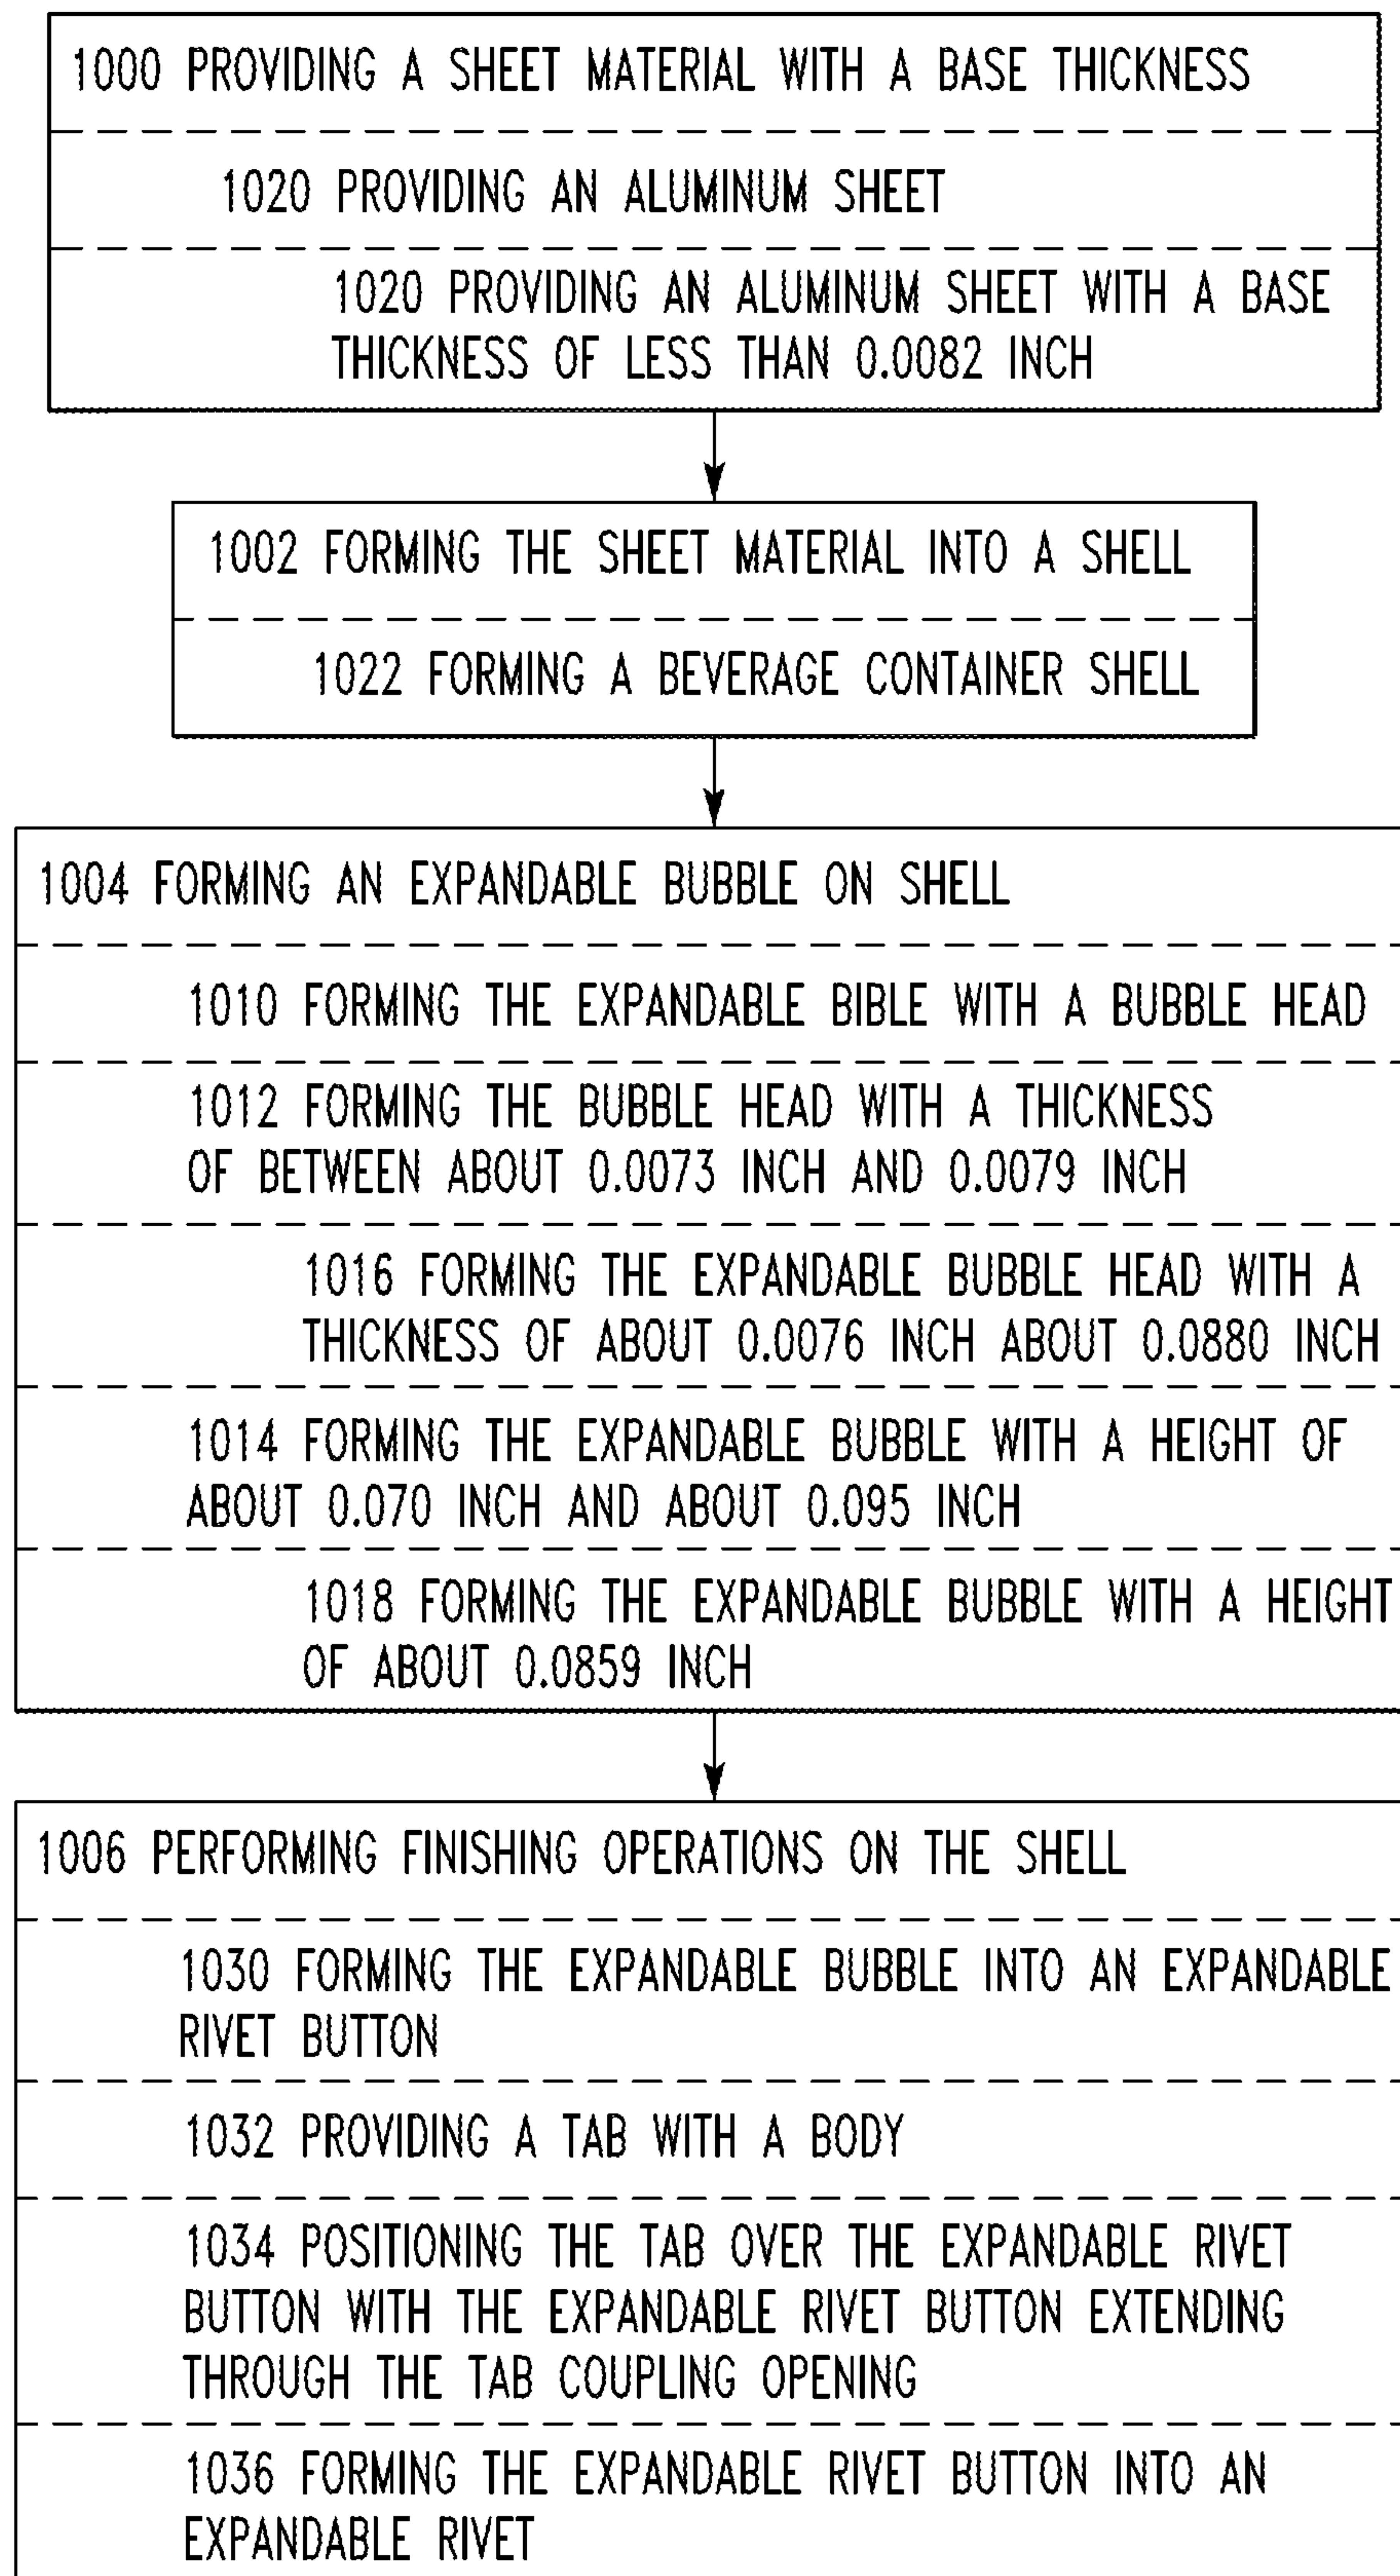 1000 PROVIDING A SHEET MATERIAL WITH A BASE THICKNESS
1020 PROVIDING AN ALUMINUM SHEET
1020 PROVIDING AN ALUMINUM SHEET WITH A BASE
THICKNESS OF LESS THAN 0.0082 INCH
1002 FORMING THE SHEET MATERIAL INTO A SHELL
1022 FORMING A BEVERAGE CONTAINER SHELL
1004 FORMING AN EXPANDABLE BUBBLE ON SHELL
1010 FORMING THE EXPANDABLE BIBLE WITH A BUBBLE HEAD
1012 FORMING THE BUBBLE HEAD WITH A THICKNESS
OF BETWEEN ABOUT 0.0073 INCH AND 0.0079 INCH
1016 FORMING THE EXPANDABLE BUBBLE HEAD WITH A
THICKNESS OF ABOUT 0.0076 INCH ABOUT 0.0880 INCH
1014 FORMING THE EXPANDABLE BUBBLE WITH A HEIGHT OF
ABOUT 0.070 INCH AND ABOUT 0.095 INCH
1018 FORMING THE EXPANDABLE BUBBLE WITH A HEIGHT
OF ABOUT 0.0859 INCH
1006 PERFORMING FINISHING OPERATIONS ON THE SHELL
1030 FORMING THE EXPANDABLE BUBBLE INTO AN EXPANDABLE
RIVET BUTTON
1032 PROVIDING A TAB WITH A BODY
1034 POSITIONING THE TAB OVER THE EXPANDABLE RIVET
BUTTON WITH THE EXPANDABLE RIVET BUTTON EXTENDING
THROUGH THE TAB COUPLING OPENING
1036 FORMING THE EXPANDABLE RIVET BUTTON INTO AN
EXPANDABLE RIVET